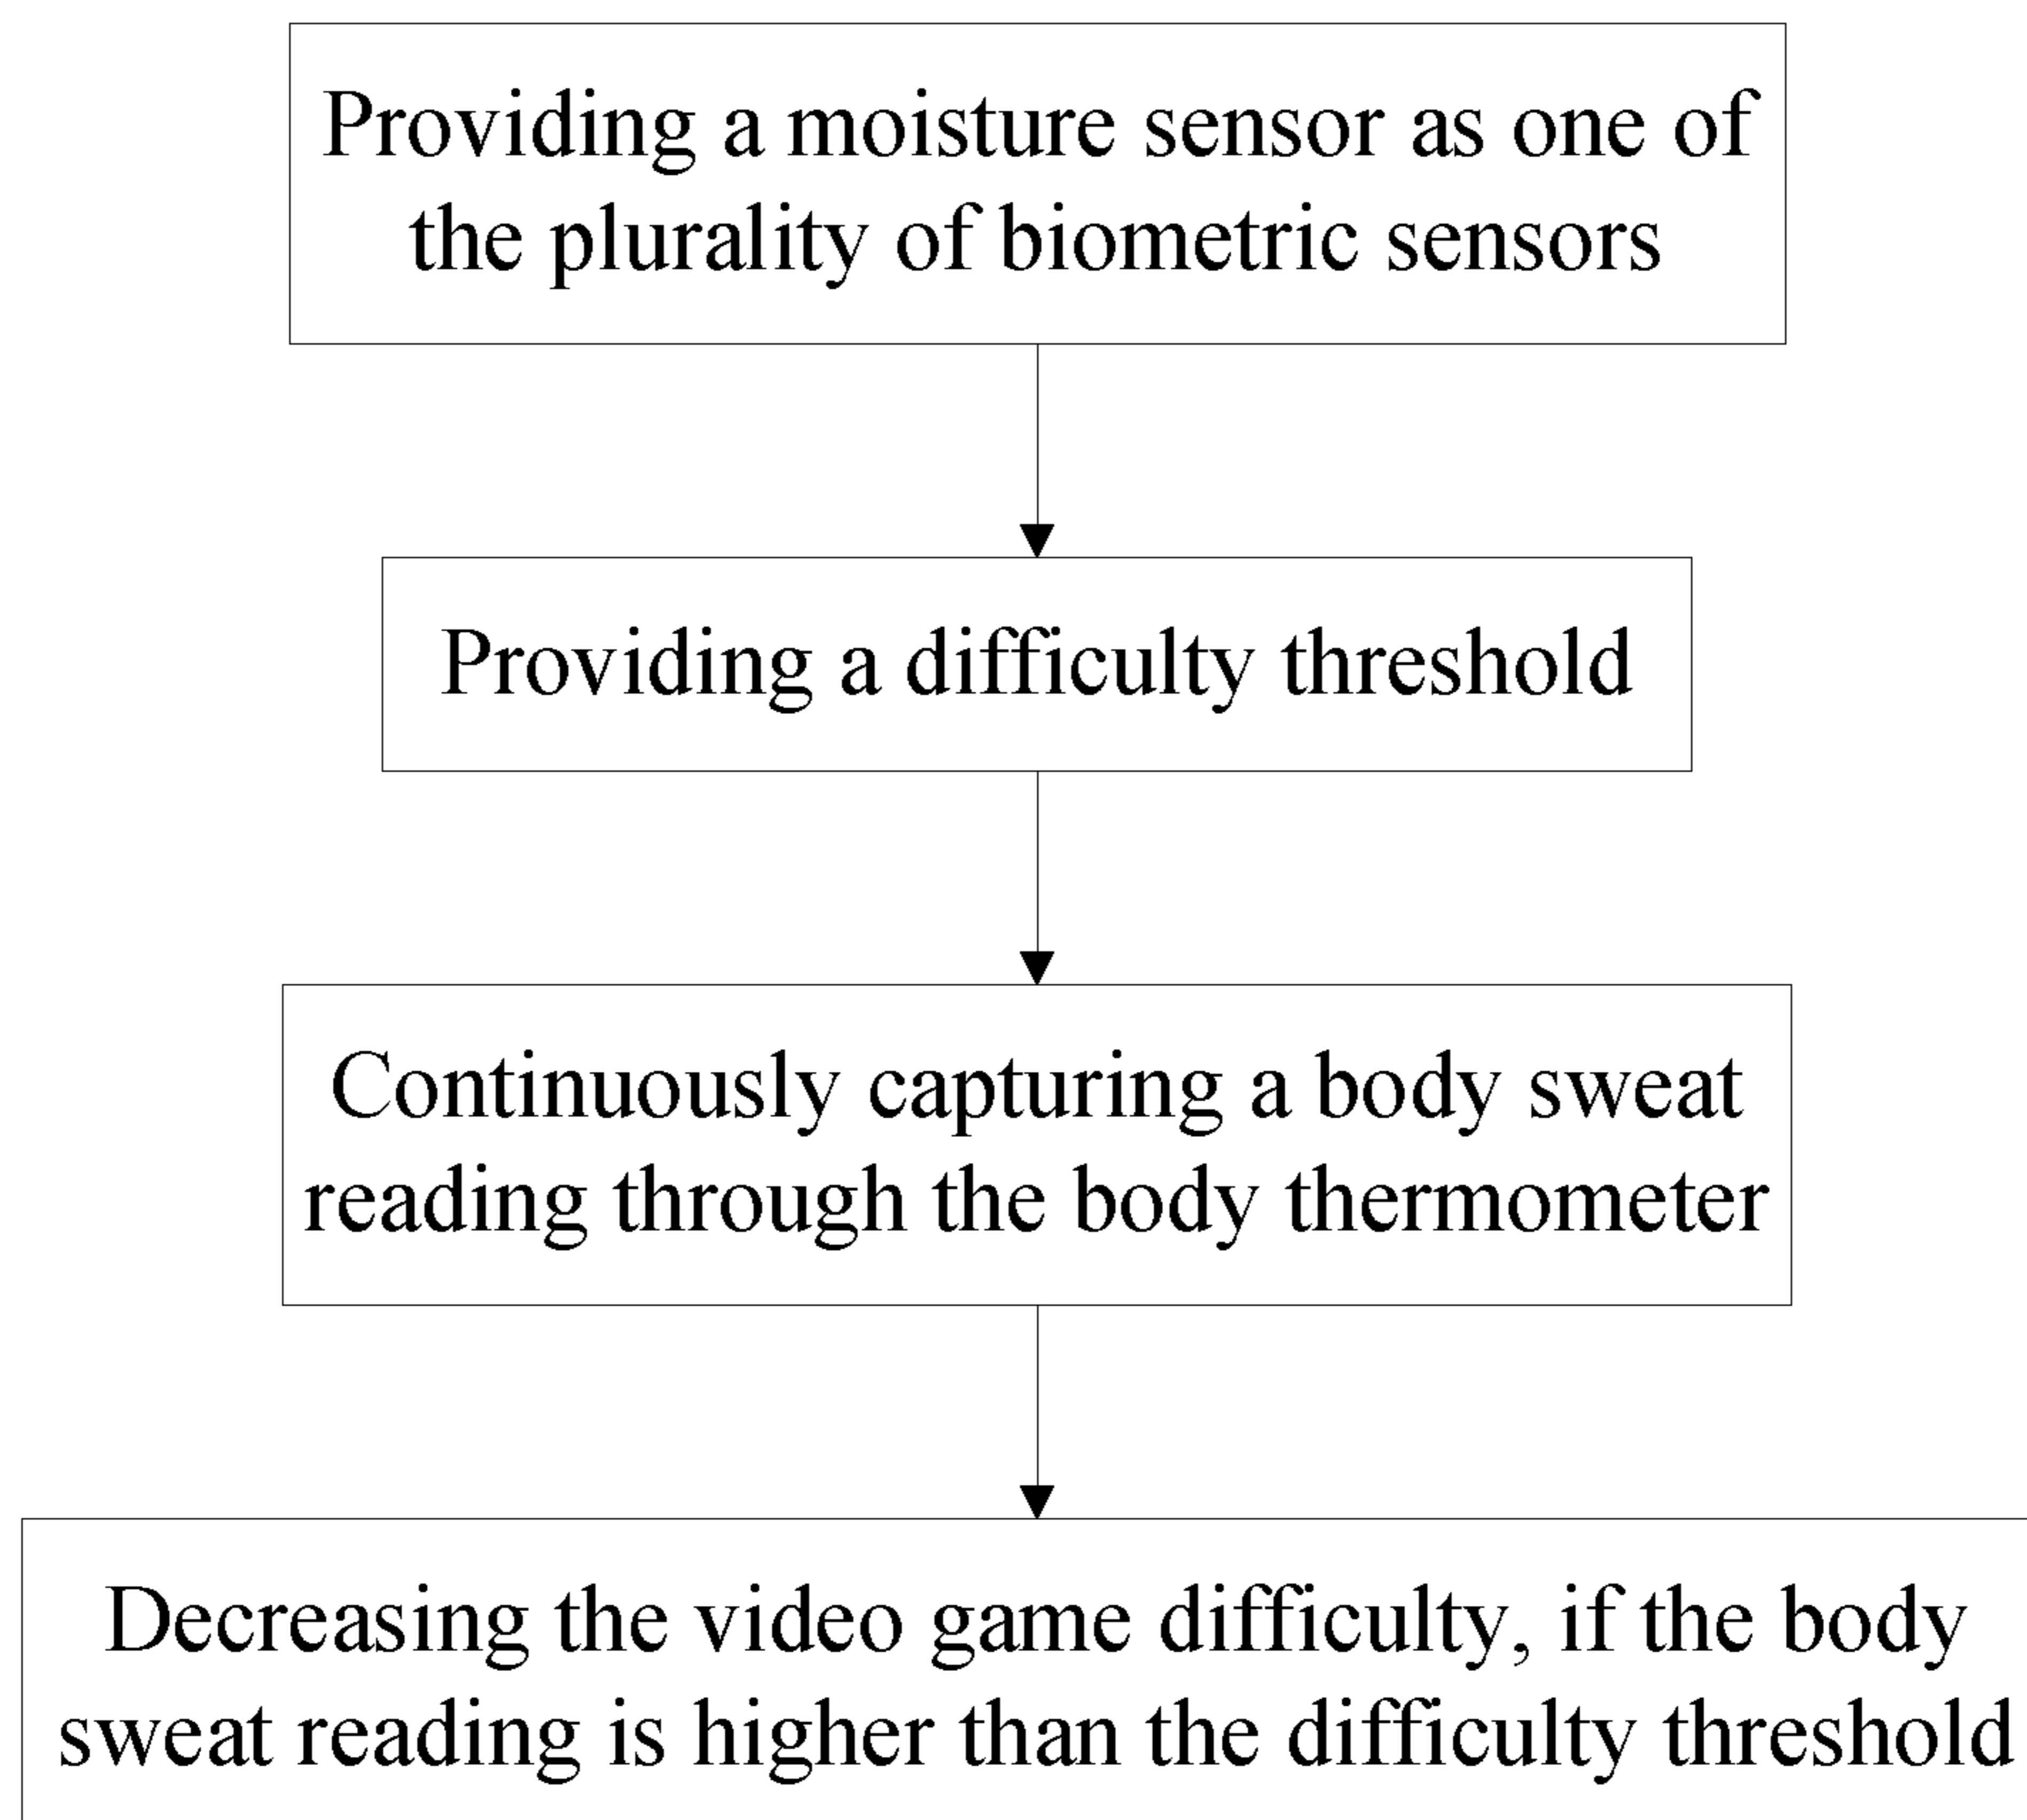 Providing a moisture sensor as one of
the plurality of biometric sensors
Providing a difficulty threshold
Continuously capturing a body sweat
reading through the body thermometer
Decreasing the video game difficulty, if the body
sweat reading is higher than the difficulty threshold